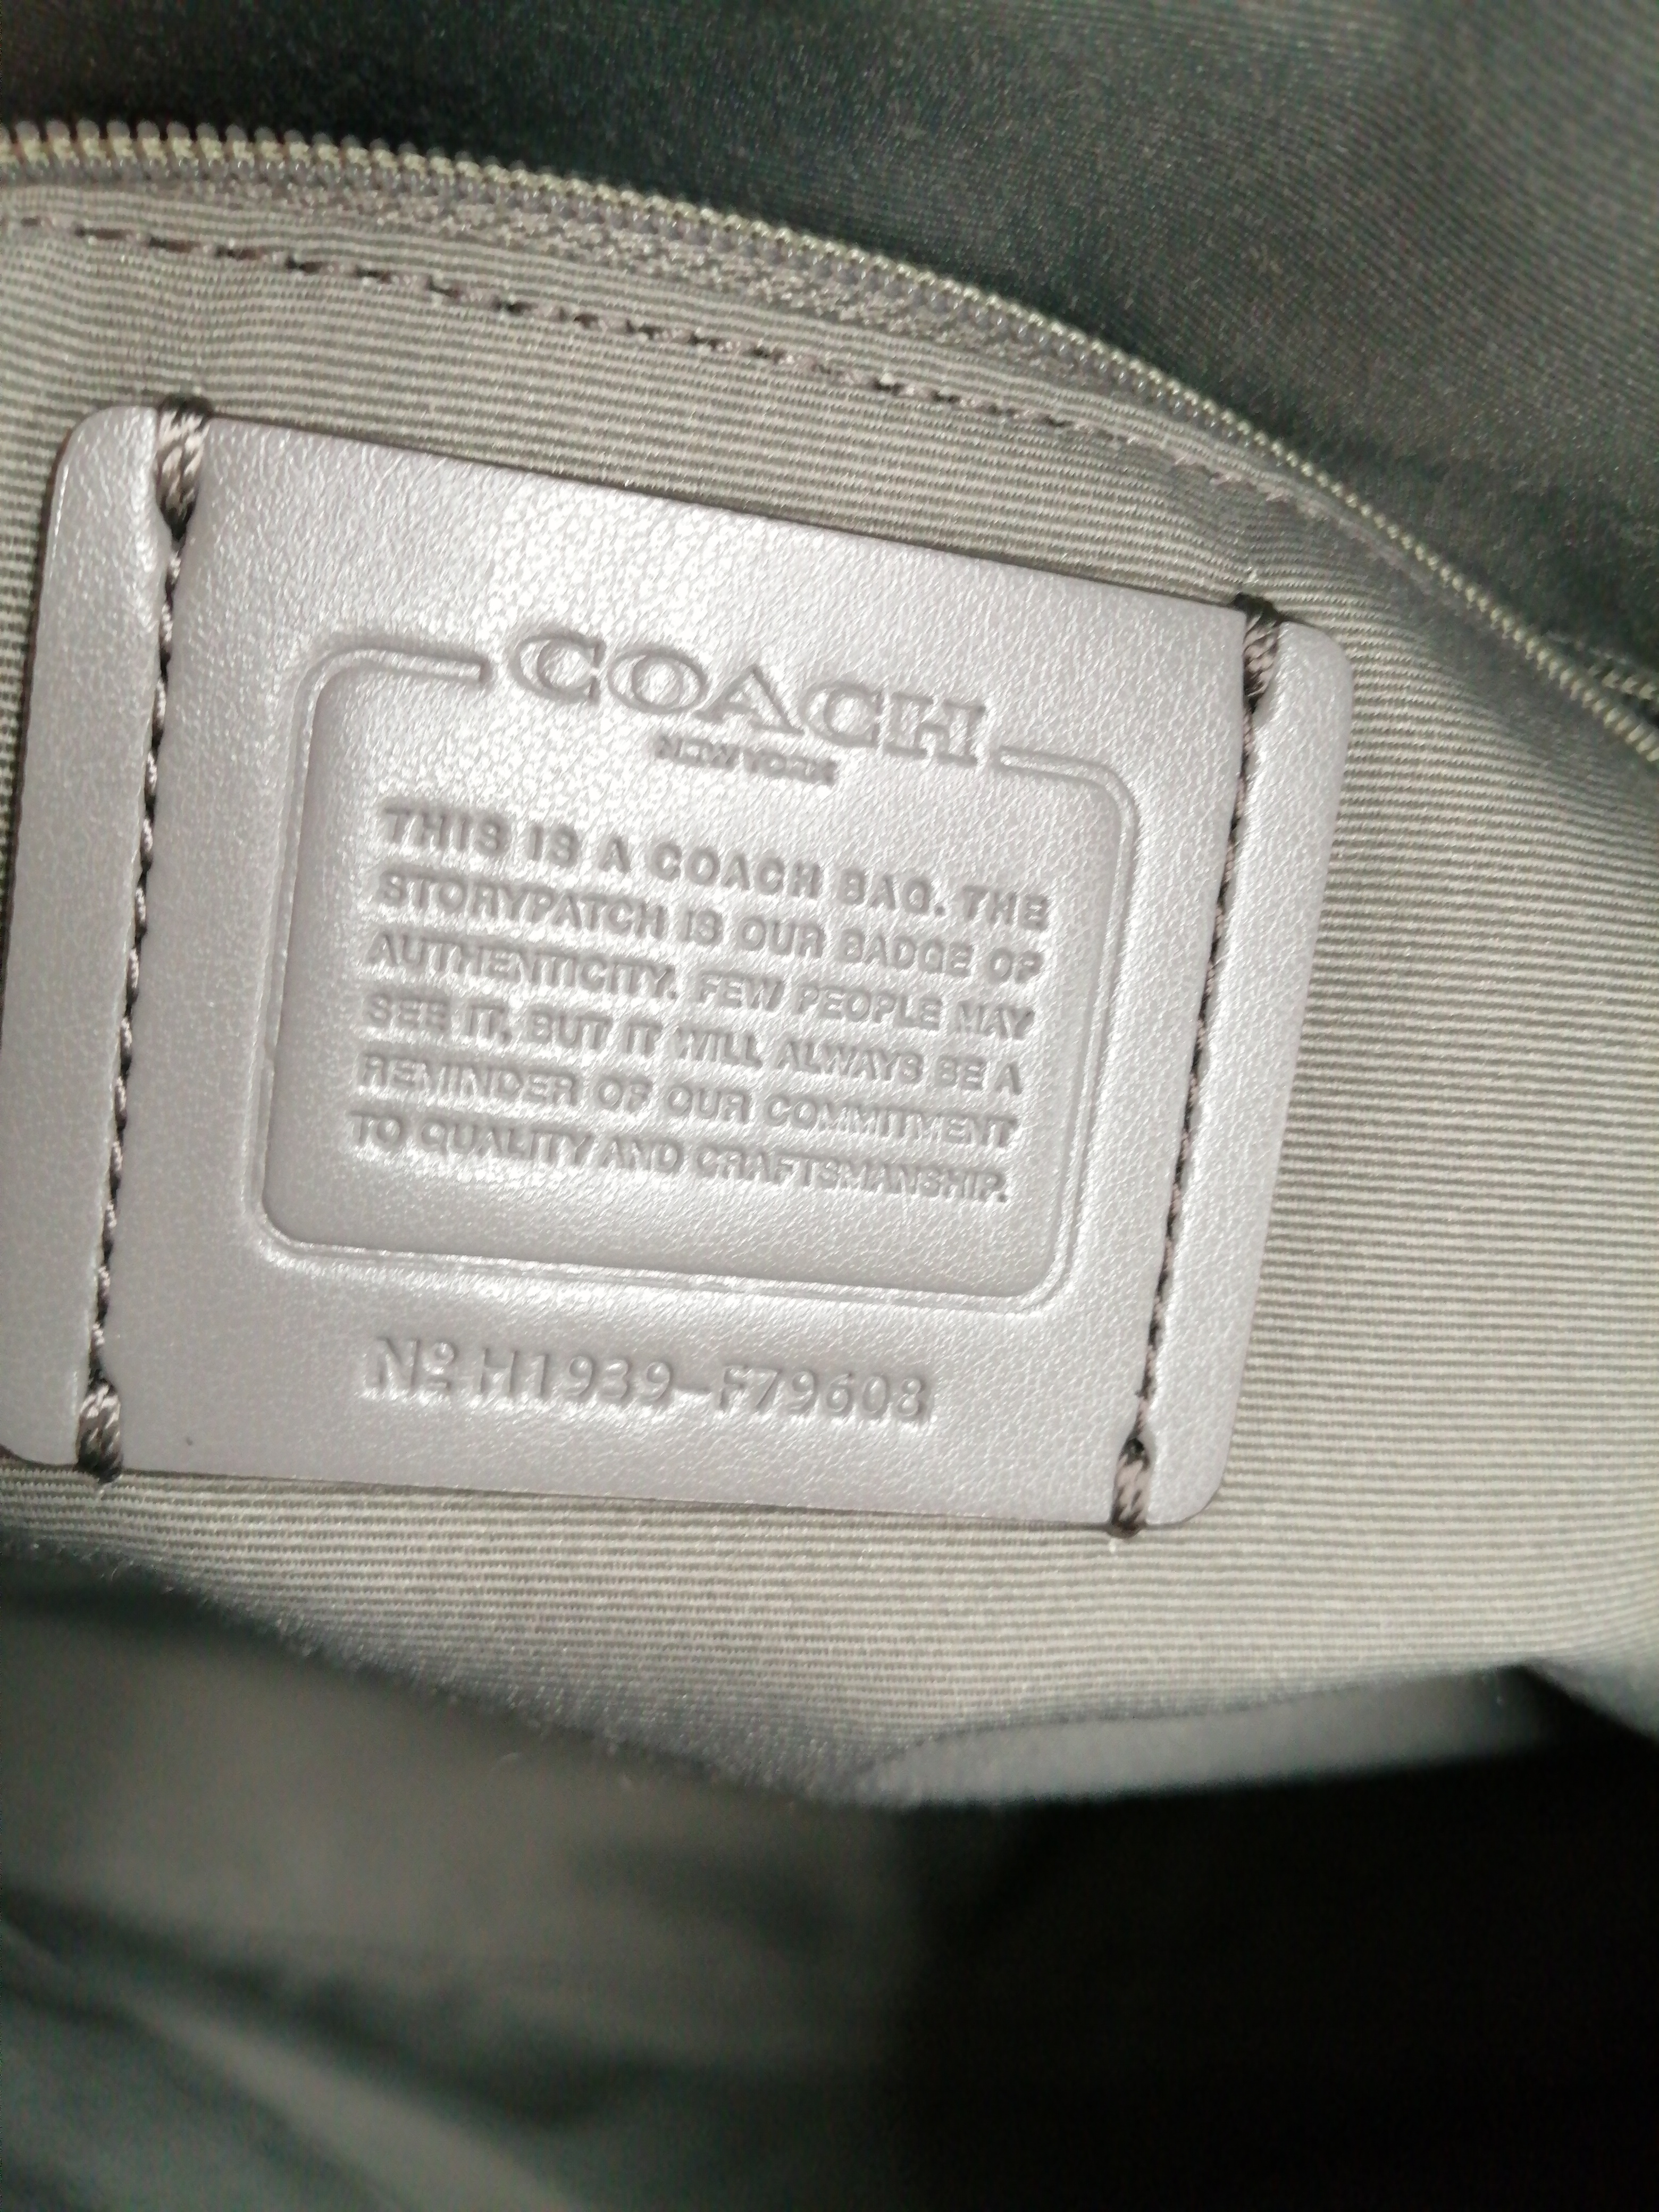 COACH
NEW YORK
THIS IS A COACH BAG. THE
STORYPATCH IS OUR BADGE OF
AUTHENTICITY. FEW PEOPLE MAY
SEE IT, BUT IT WILL ALWAYS BE A
REMINDER OF OUR COMMITMENT
TO QUALITY AND CRAFTSMANSHIP.
Nº H1939-F79608